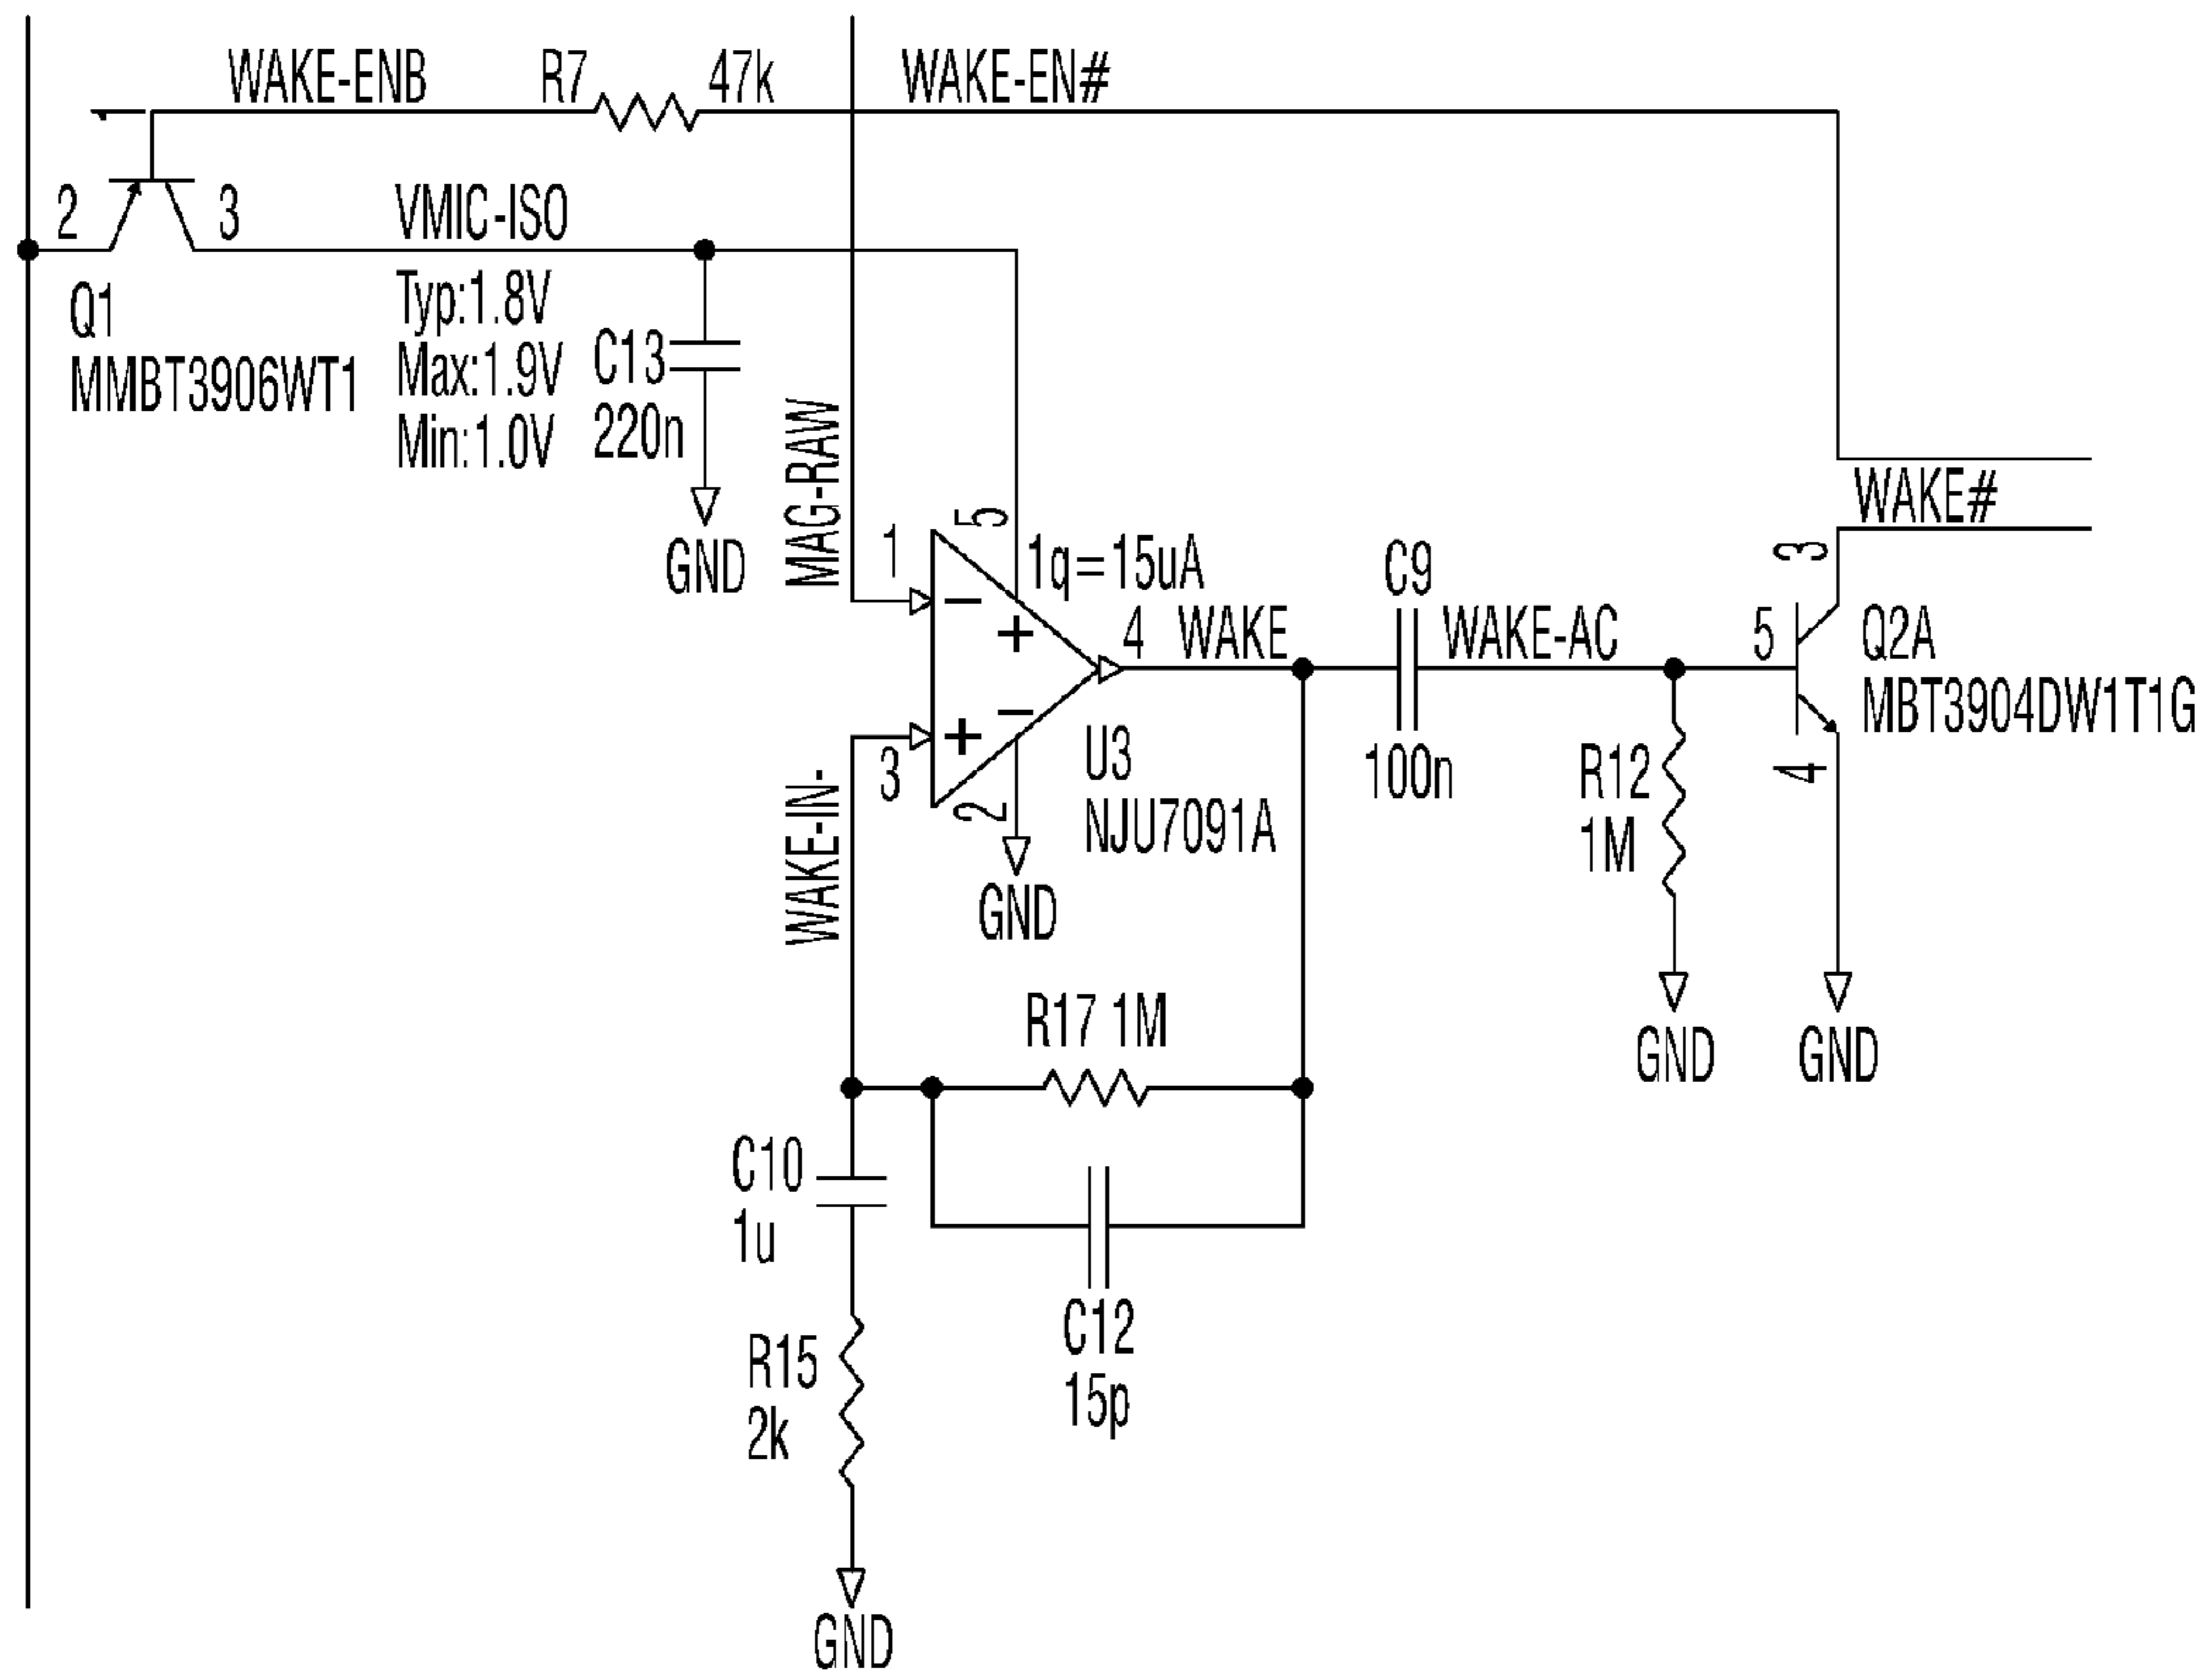 WAKE-ENB R7 47k WAKE-EN#
2 3 VMIC-ISO
Q1 Typ:1.8V
MMBT3906WT1 Max:1.9V C13
Min:1.0V 220n
GND
MAG-RAW
1 5 1q=15uA
WAKE#
3
- + 4 WAKE C9 WAKE-AC 5 Q2A
MBT3904DW1T1G
+ - U3 100n R12 4
3 2 NJU7091A 1M
WAKE-IN-
GND
R17 1M GND GND
C10
1u
C12
R15 15p
2k
GND